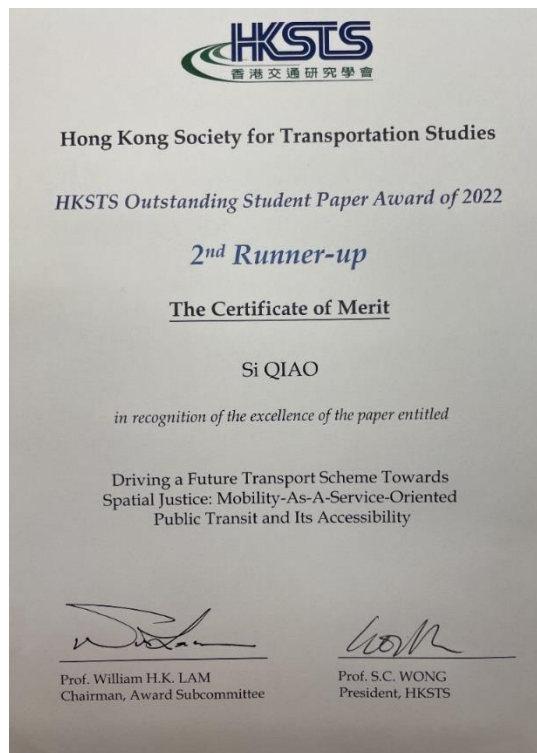 HKSTS
香港交通研究學會
Hong Kong Society for Transportation Studies
HKSTS Outstanding Student Paper Award of 2022
2nd Runner-up
The Certificate of Merit
Si QIAO
in recognition of the excellence of the paper entitled
Driving a Future Transport Scheme Towards
Spatial Justice: Mobility-As-A-Service-Oriented
Public Transit and Its Accessibility
Prof. William H.K. LAM
Chairman, Award Subcommittee
Prof. S.C. WONG
President, HKSTS